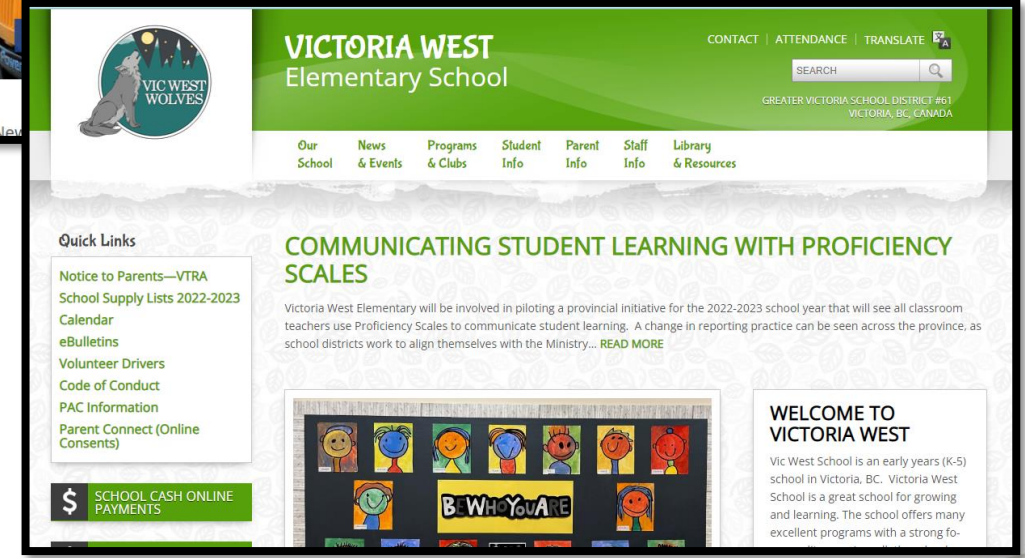 VIC WEST
WOLVES
VICTORIA WEST
Elementary School
CONTACT | ATTENDANCE | TRANSLATE
SEARCH
GREATER VICTORIA SCHOOL DISTRICT #61
VICTORIA, BC, CANADA
Our School
News & Events
Programs & Clubs
Student Info
Parent Info
Staff Info
Library & Resources
Quick Links
Notice to Parents—VTRA
School Supply Lists 2022-2023
Calendar
eBulletins
Volunteer Drivers
Code of Conduct
PAC Information
Parent Connect (Online
Consents)
$ SCHOOL CASH ONLINE
PAYMENTS
COMMUNICATING STUDENT LEARNING WITH PROFICIENCY
SCALES
Victoria West Elementary will be involved in piloting a provincial initiative for the 2022-2023 school year that will see all classroom
teachers use Proficiency Scales to communicate student learning. A change in reporting practice can be seen across the province, as
school districts work to align themselves with the Ministry... READ MORE
BE WHO YOU ARE
WELCOME TO
VICTORIA WEST
Vic West School is an early years (K-5)
school in Victoria, BC. Victoria West
School is a great school for growing
and learning. The school offers many
excellent programs with a strong fo-